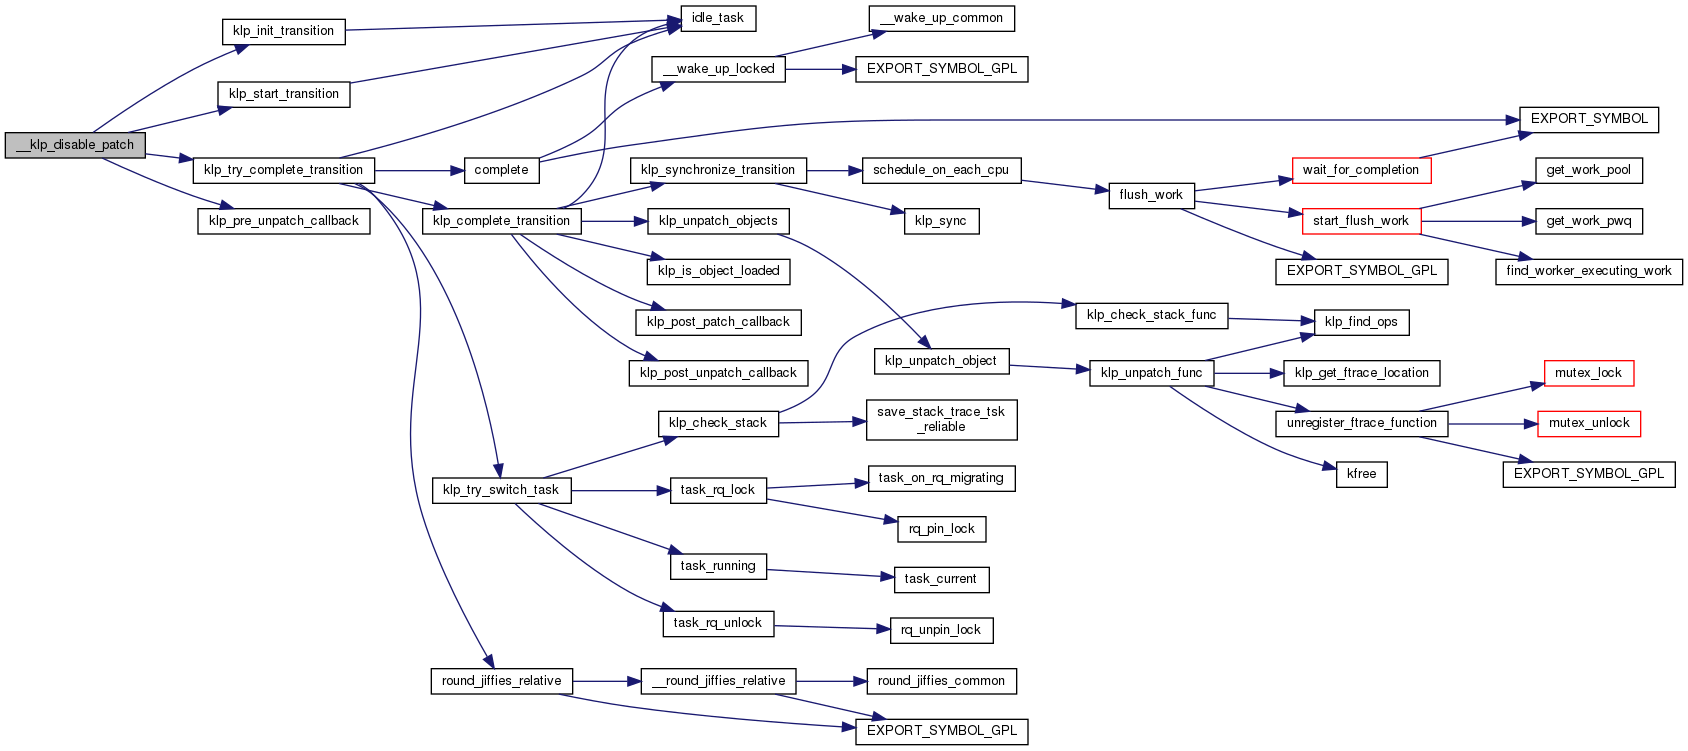 idle_task
__wake_up_common
klp_init_transition
__wake_up_locked
EXPORT_SYMBOL_GPL
klp_start_transition
EXPORT_SYMBOL
__klp_disable_patch
klp_try_complete_transition
complete
klp_synchronize_transition
schedule_on_each_cpu
wait_for_completion
get_work_pool
flush_work
klp_pre_unpatch_callback
klp_complete_transition
klp_unpatch_objects
klp_sync
start_flush_work
get_work_pwq
klp_is_object_loaded
EXPORT_SYMBOL_GPL
find_worker_executing_work
klp_post_patch_callback
klp_check_stack_func
klp_find_ops
klp_unpatch_object
klp_post_unpatch_callback
klp_unpatch_func
klp_get_ftrace_location
mutex_lock
klp_check_stack
save_stack_trace_tsk
_reliable
unregister_ftrace_function
mutex_unlock
kfree
EXPORT_SYMBOL_GPL
klp_try_switch_task
task_rq_lock
task_on_rq_migrating
rq_pin_lock
task_running
task_current
task_rq_unlock
rq_unpin_lock
round_jiffies_relative
__round_jiffies_relative
round_jiffies_common
EXPORT_SYMBOL_GPL